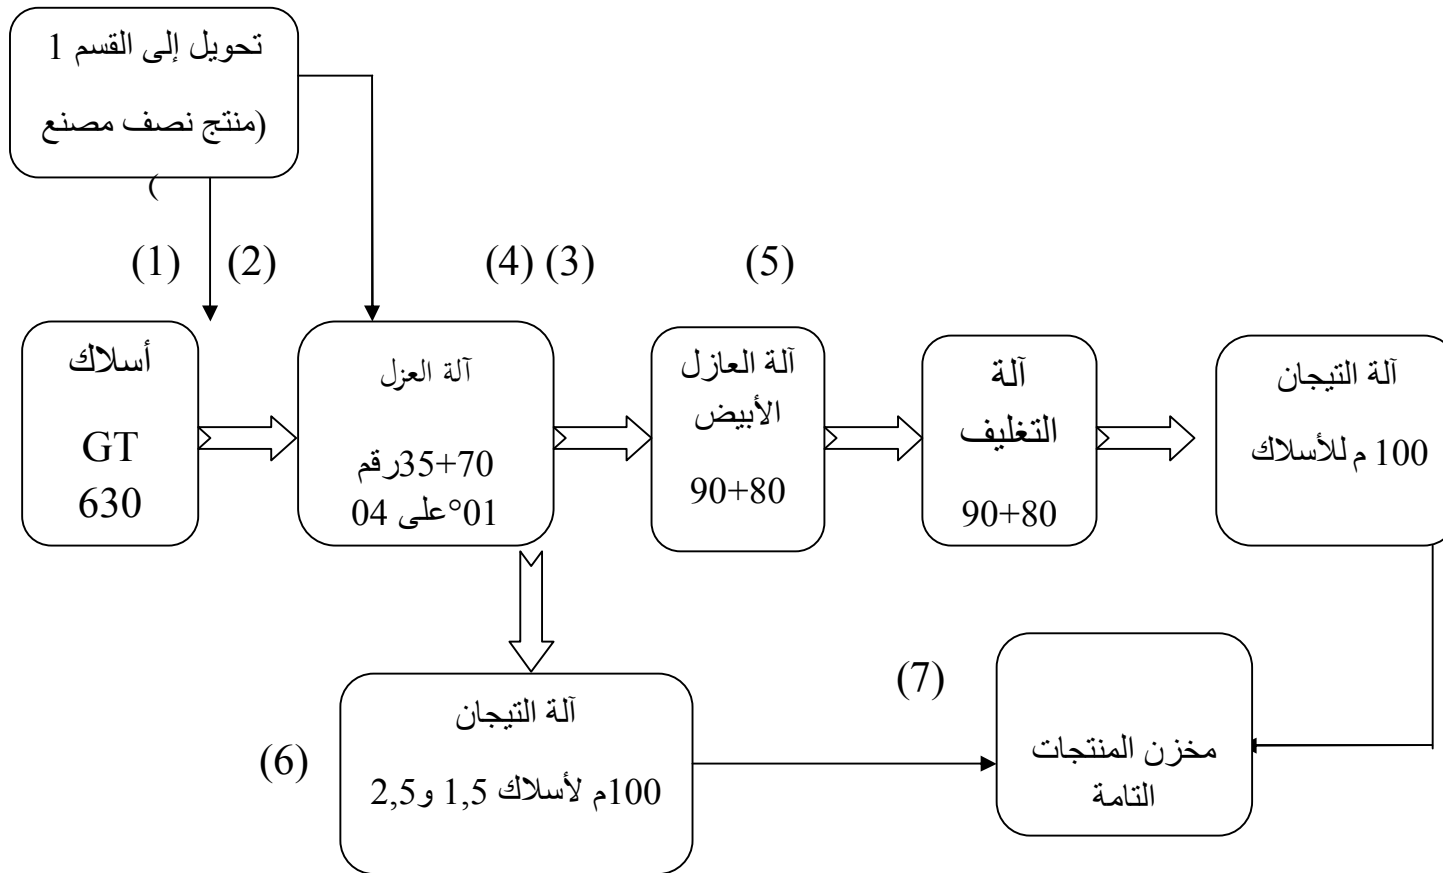 تحويل إلى القسم 1
(منتج نصف مصنع
)
(1)
(2)
(4) (3)
(5)
أسلاك
GT
630
آلة العزل
70+35رقم
01°على 04
آلة العازل
الأبيض
80+90
آلة
التغليف
80+90
آلة التيجان
100 م للأسلاك
(6)
آلة التيجان
100م لأسلاك 1,5 و2,5
(7)
مخزن المنتجات
التامة